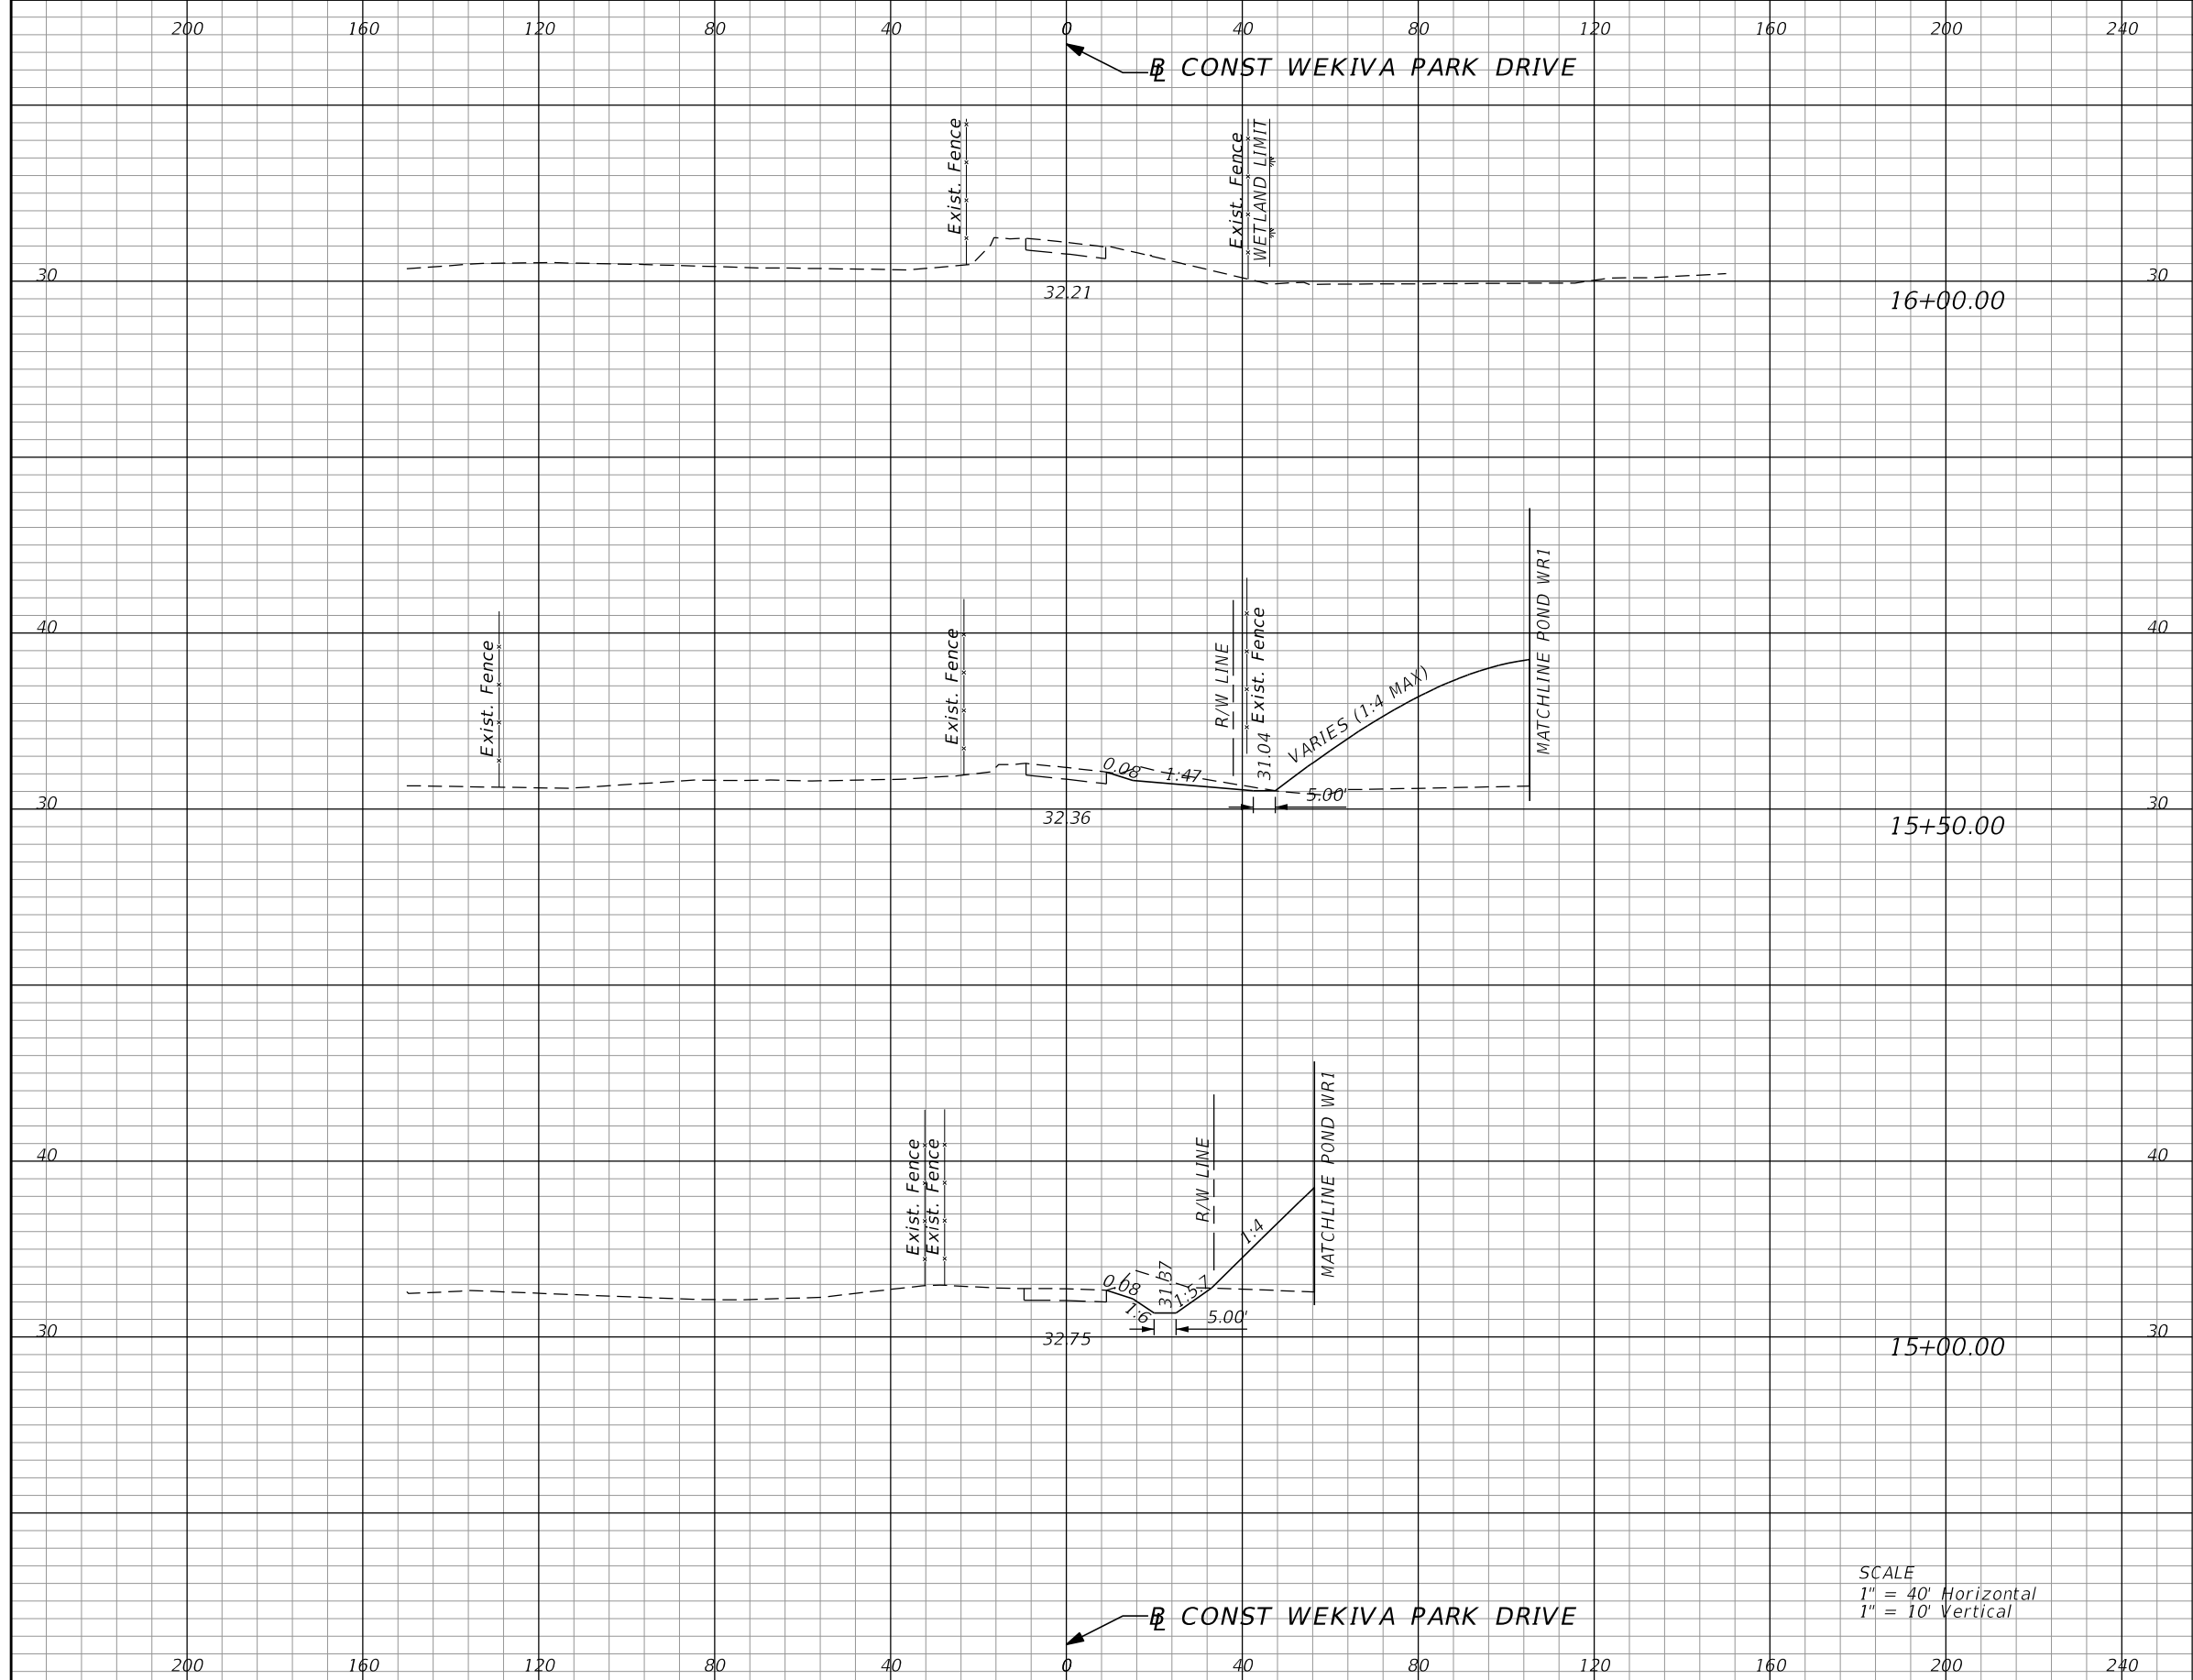 200 160 120 80 40 0 40 80 120 160 200 240
℄ CONST WEKIVA PARK DRIVE
Exist. Fence
Exist. Fence
WETLAND LIMIT
30 30
32.21
16+00.00
Exist. Fence
Exist. Fence
R/W LINE
31.04 Exist. Fence
VARIES (1:4 MAX)
MATCHLINE POND WR1
40 40
0.08
1:47
5.00'
30 30
32.36
15+50.00
Exist. Fence
Exist. Fence
R/W LINE
MATCHLINE POND WR1
40 40
1:4
0.08
31.37
1:5.7
1:6
5.00'
30 30
32.75
15+00.00
SCALE
1" = 40' Horizontal
1" = 10' Vertical
℄ CONST WEKIVA PARK DRIVE
200 160 120 80 40 0 40 80 120 160 200 240